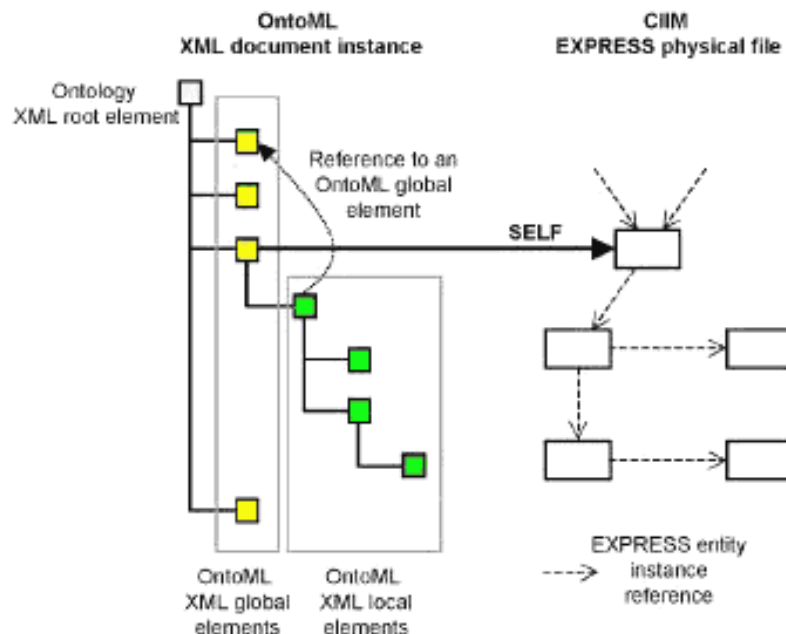 OntoML
XML document instance
CIIM
EXPRESS physical file
Ontology
XML root element
Reference to an
OntoML global
element
SELF
EXPRESS entity
instance
reference
OntoML
XML global
elements
OntoML
XML local
elements